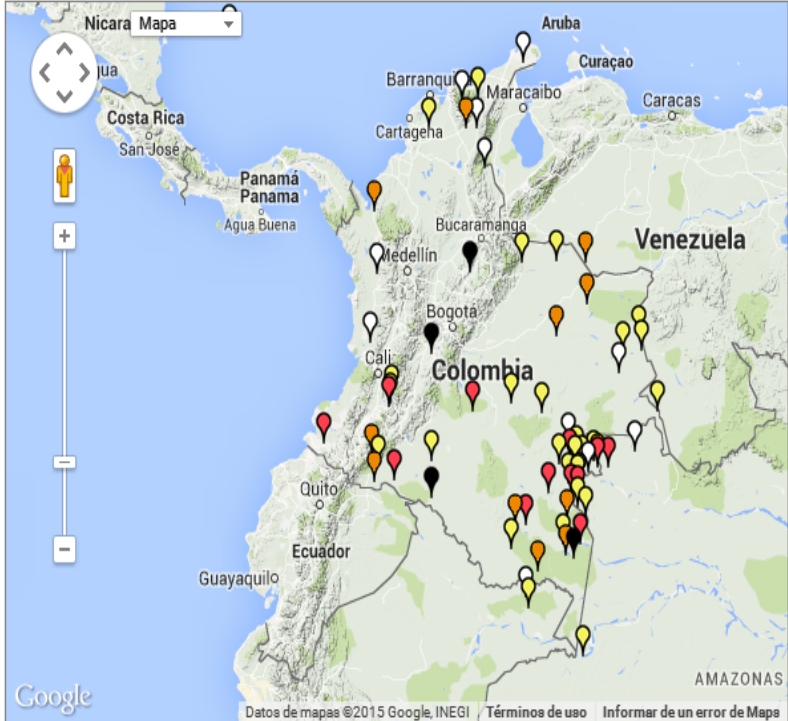 Nicara
Mapa
Aruba
gua
Barranqui
Curaçao
Maracaibo
Caracas
Costa Rica
Cartagena
San José
Panamá
Panama
Agua Buena
Bucaramanga
Venezuela
Medellín
Bogotá
Cali
Colombia
Quito
Ecuador
Guayaquil
AMAZONAS
Google
Datos de mapas ©2015 Google, INEGI
Términos de uso
Informar de un error de Maps